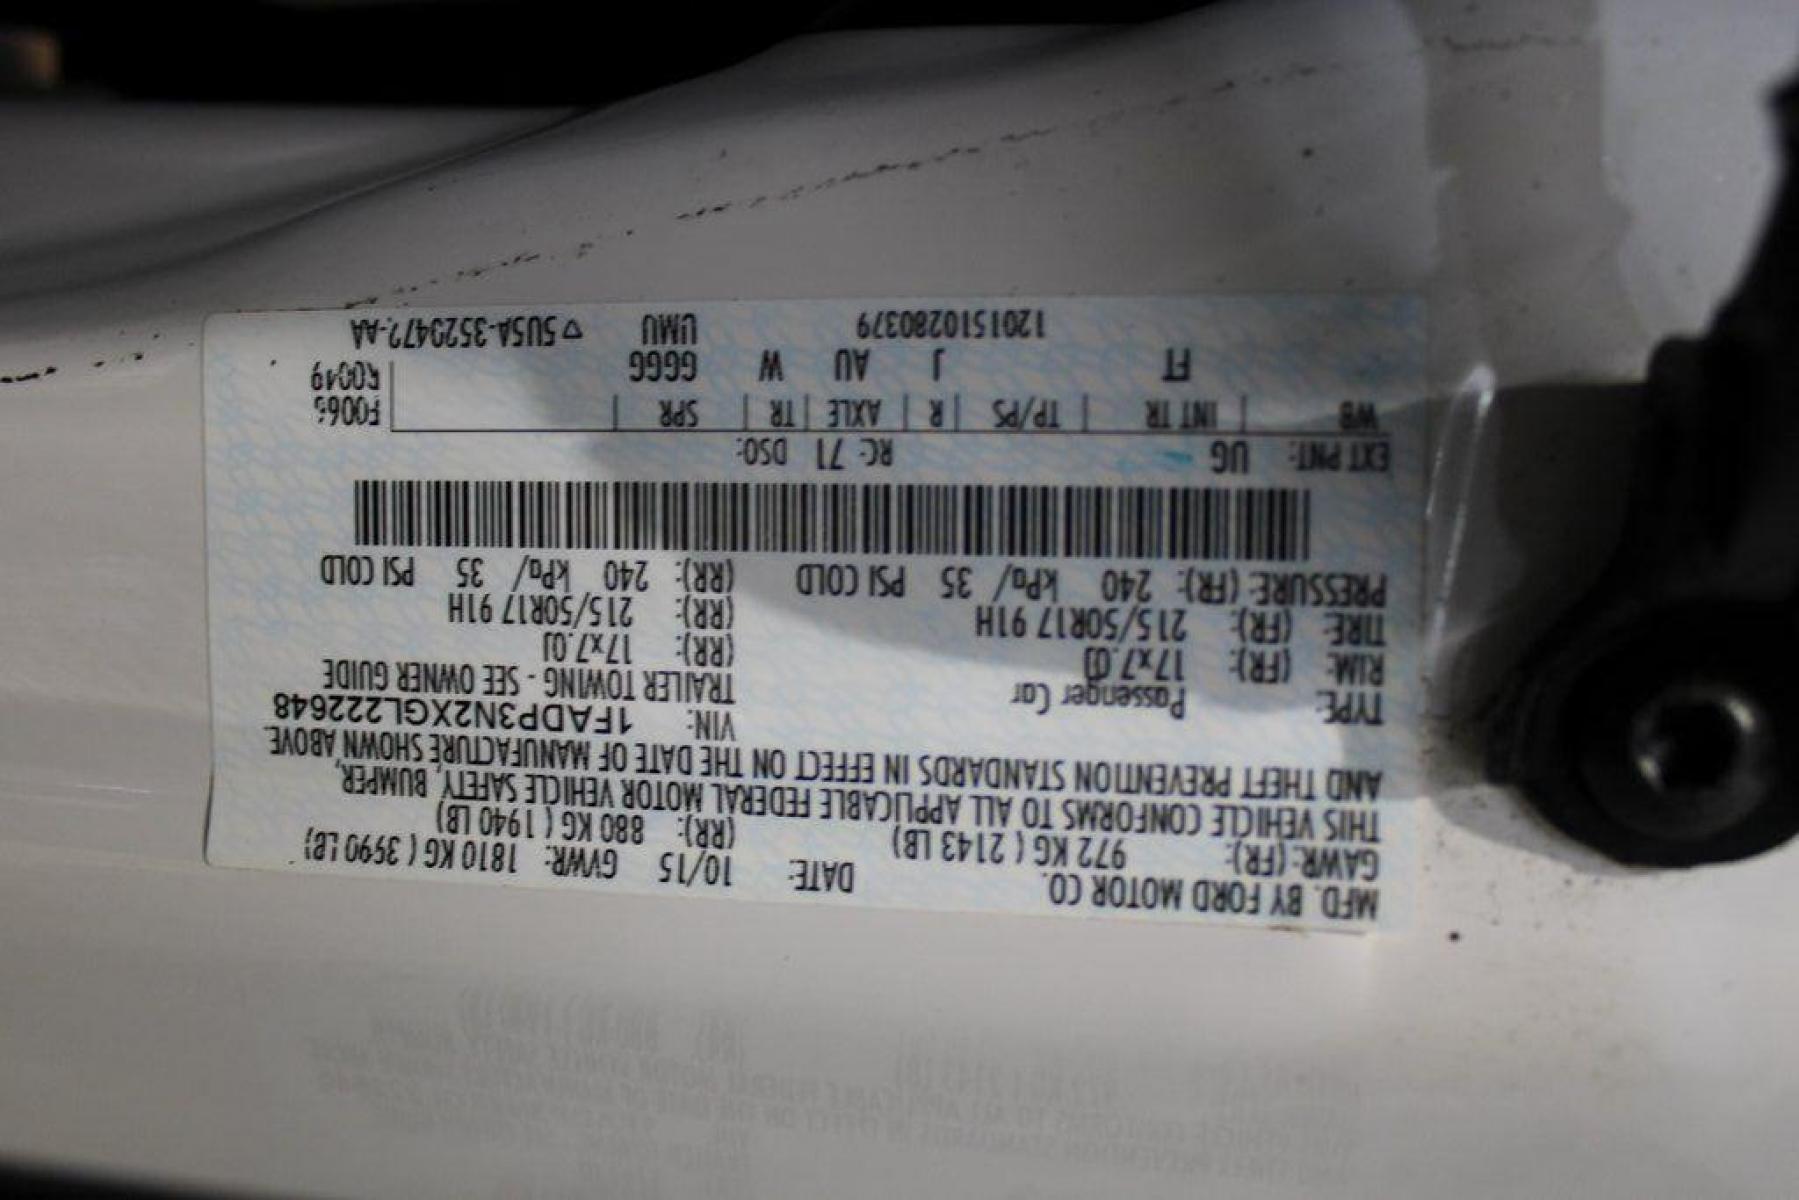 MFD. BY FORD MOTOR CO. DATE: 10/15 GVWR: 1810 KG ( 3990 LB)
GAWR: (FR): 972 KG ( 2143 LB) (RR): 880 KG ( 1940 LB)
THIS VEHICLE CONFORMS TO ALL APPLICABLE FEDERAL MOTOR VEHICLE SAFETY, BUMPER,
AND THEFT PREVENTION STANDARDS IN EFFECT ON THE DATE OF MANUFACTURE SHOWN ABOVE.
VIN: 1FADP3N2XGL222648
TYPE: Passenger Car TRAILER TOWING - SEE OWNER GUIDE
RIM: (FR): 17x7.0J (RR): 17x7.0J
TIRE: (FR): 215/50R17 91H (RR): 215/50R17 91H
PRESSURE: (FR): 240 kPa/ 35 PSI COLD (RR): 240 kPa/ 35 PSI COLD
EXT PNT: UG RC: 71 DSO:
WB INT TR TP/PS R AXLE TR SPR
FT J AU W GGGG
1201510280379 UMU